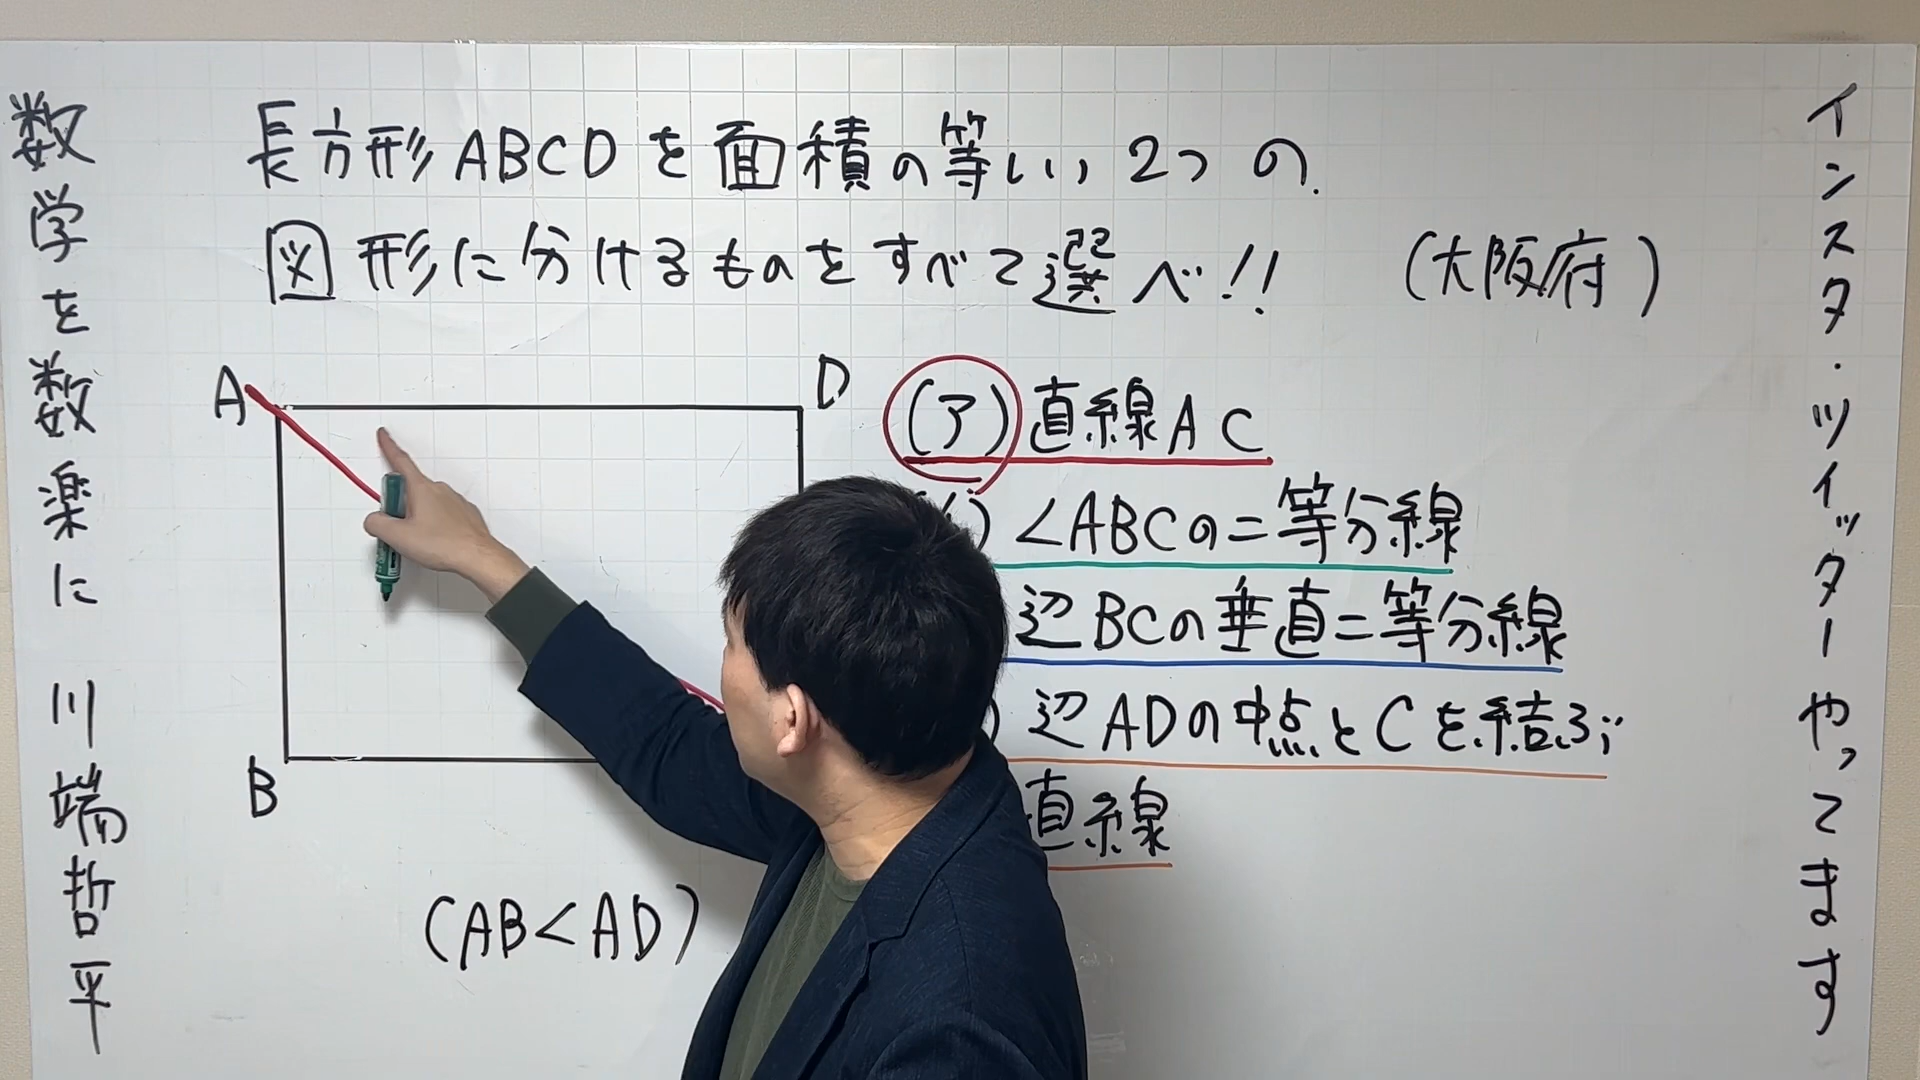 数学を数楽に 川端哲平
長方形ABCDを面積の等しい2つの
図形に分けるものをすべて選べ!!
(大阪府)
A
D
B
(AB<AD)
(ア)直線AC
(イ)∠ABCの二等分線
辺BCの垂直二等分線
)辺ADの中点とCを結ぶ
直線
インスタ・ツイッターやってます